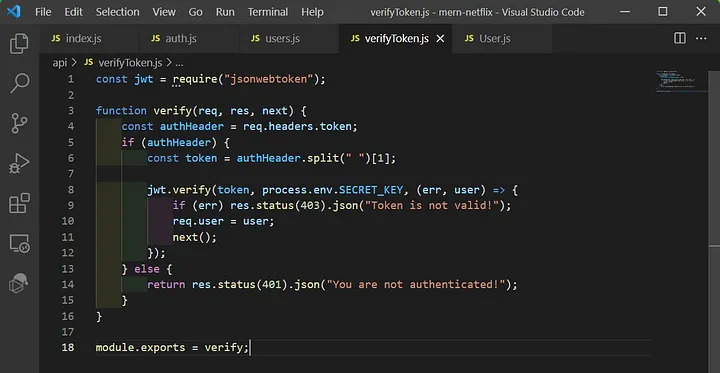 File Edit Selection View Go Run Terminal Help verifyToken.js - mern-netflix - Visual Studio Code
JS index.js JS auth.js JS users.js JS verifyToken.js JS User.js
api > JS verifyToken.js > ...
1 const jwt = require("jsonwebtoken");
2
3 function verify(req, res, next) {
4 const authHeader = req.headers.token;
5 if (authHeader) {
6 const token = authHeader.split(" ")[1];
7
8 jwt.verify(token, process.env.SECRET_KEY, (err, user) => {
9 if (err) res.status(403).json("Token is not valid!");
10 req.user = user;
11 next();
12 });
13 } else {
14 return res.status(401).json("You are not authenticated!");
15 }
16 }
17
18 module.exports = verify;